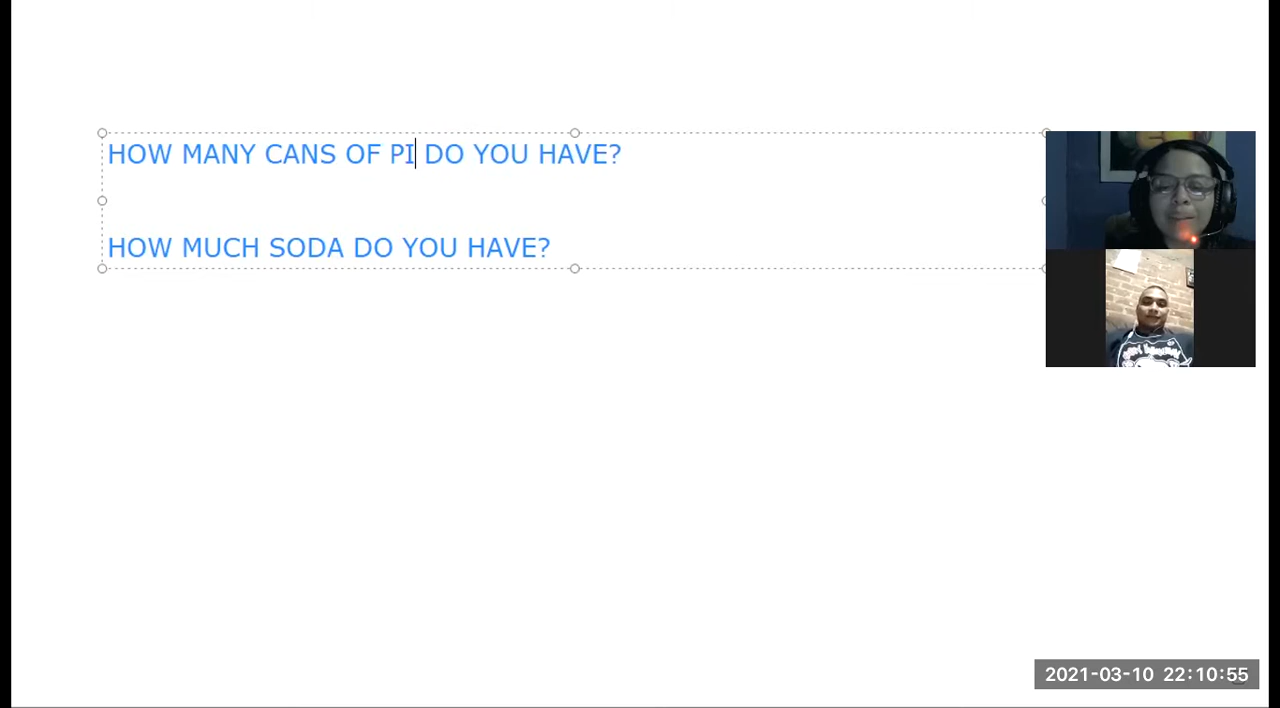 HOW MANY CANS OF PI DO YOU HAVE?
HOW MUCH SODA DO YOU HAVE?
2021-03-10 22:10:55